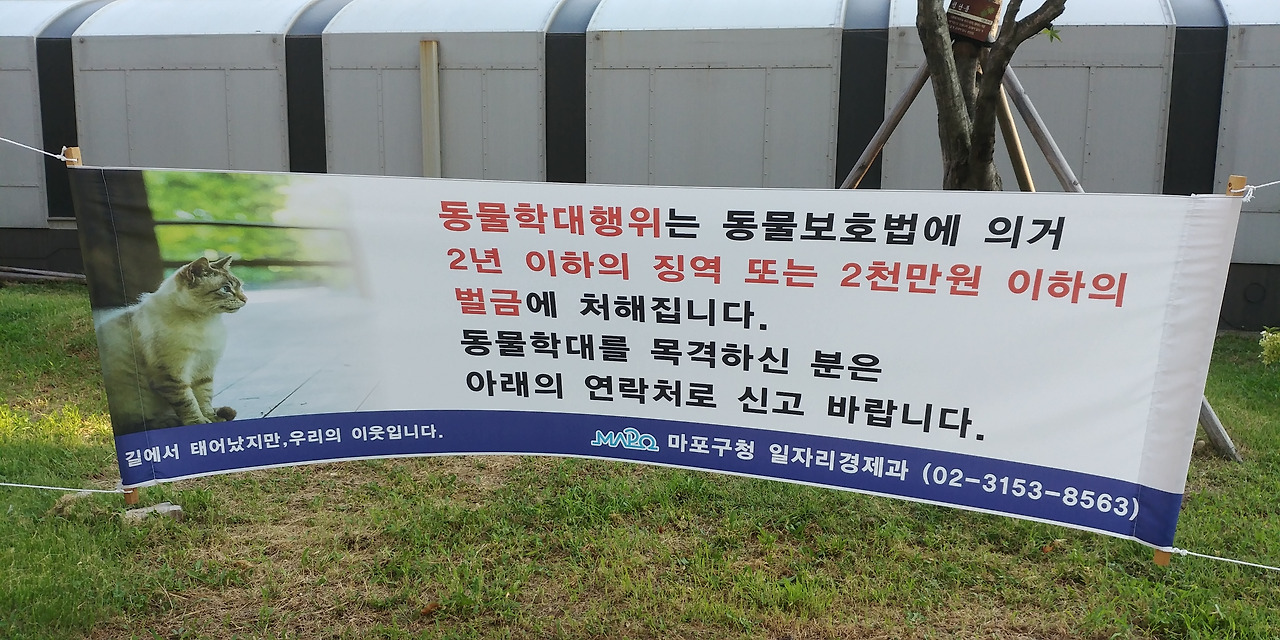 동물학대행위는 동물보호법에 의거
2년 이하의 징역 또는 2천만원 이하의
벌금에 처해집니다.
동물학대를 목격하신 분은
아래의 연락처로 신고 바랍니다.
길에서 태어났지만,우리의 이웃입니다.
MAPO 마포구청 일자리경제과 (02-3153-8563)